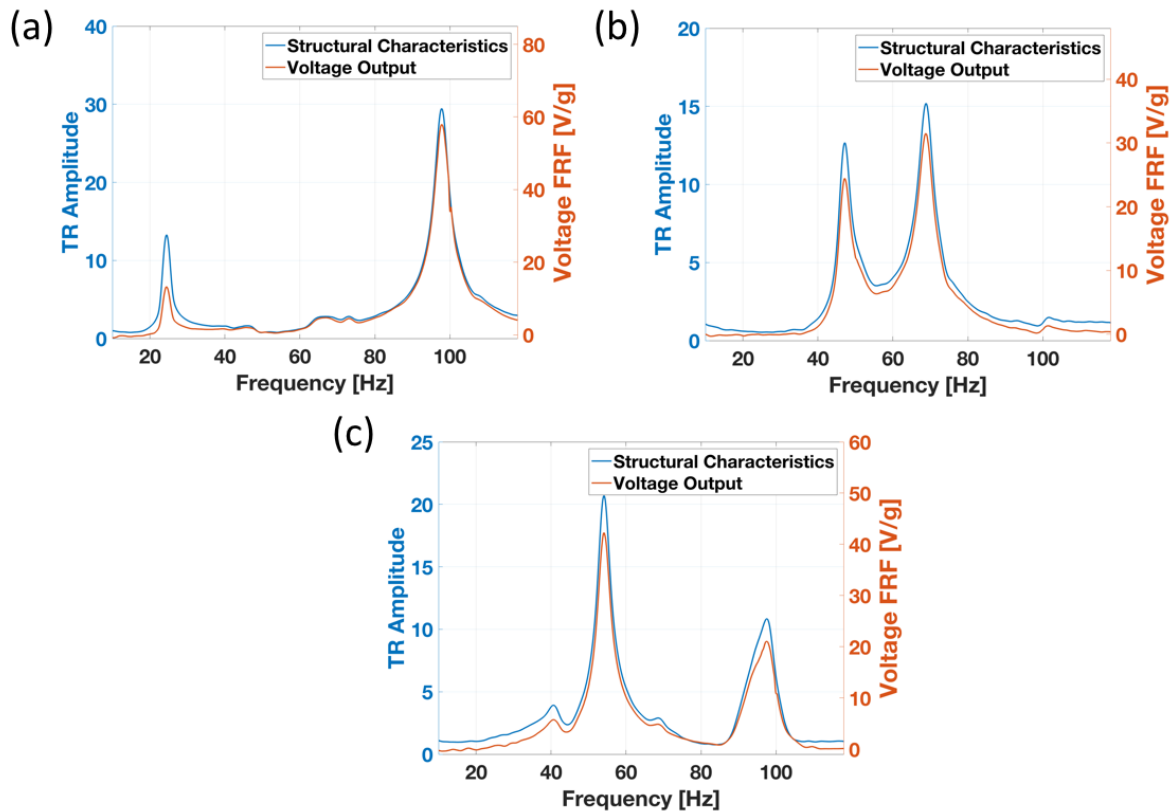 (a)
40
30
20
10
0
TR Amplitude
Structural Characteristics
Voltage Output
80
60
40
20
0
Voltage FRF [V/g]
20 40 60 80 100
Frequency [Hz]
(b)
20
15
10
5
0
TR Amplitude
Structural Characteristics
Voltage Output
40
30
20
10
0
Voltage FRF [V/g]
20 40 60 80 100
Frequency [Hz]
(c)
25
20
15
10
5
0
TR Amplitude
Structural Characteristics
Voltage Output
60
50
40
30
20
10
0
Voltage FRF [V/g]
20 40 60 80 100
Frequency [Hz]